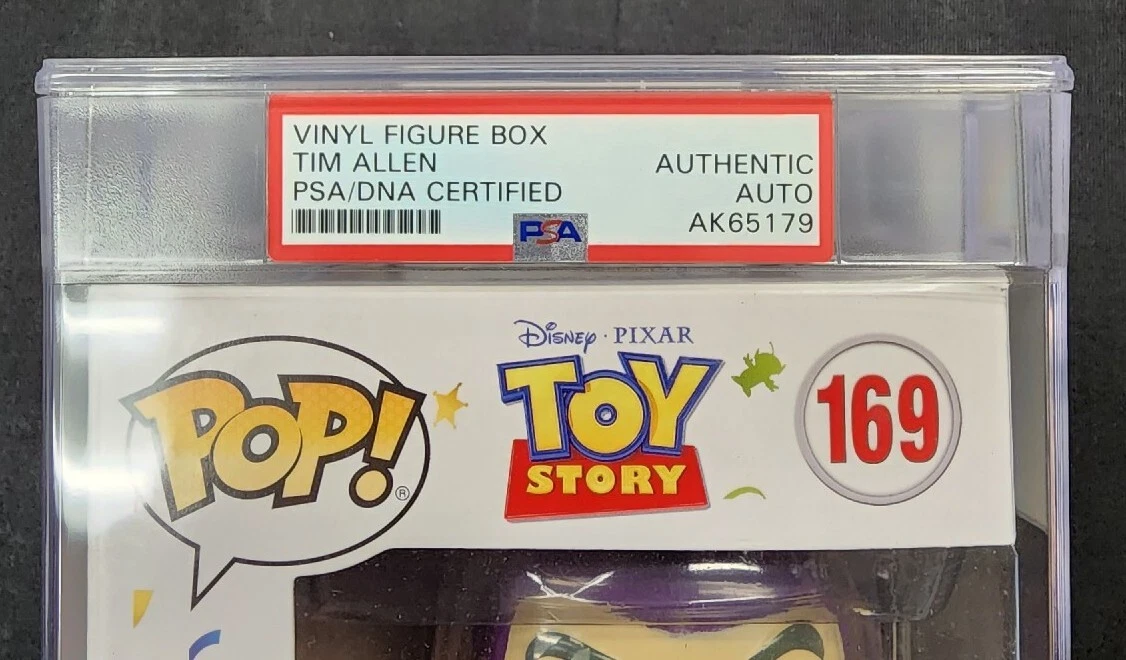 VINYL FIGURE BOX
TIM ALLEN
PSA/DNA CERTIFIED
AUTHENTIC
AUTO
AK65179
PSA
Disney · PIXAR
TOY
STORY
POP!®
169